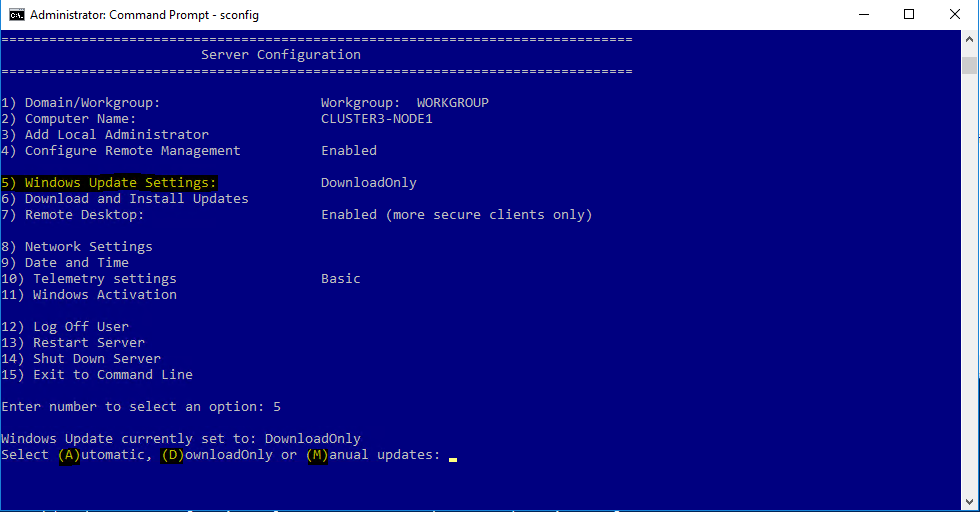 Administrator: Command Prompt - sconfig
===============================================================================
Server Configuration
===============================================================================
1) Domain/Workgroup: Workgroup: WORKGROUP
2) Computer Name: CLUSTER3-NODE1
3) Add Local Administrator
4) Configure Remote Management Enabled
5) Windows Update Settings: DownloadOnly
6) Download and Install Updates
7) Remote Desktop: Enabled (more secure clients only)
8) Network Settings
9) Date and Time
10) Telemetry settings Basic
11) Windows Activation
12) Log Off User
13) Restart Server
14) Shut Down Server
15) Exit to Command Line
Enter number to select an option: 5
Windows Update currently set to: DownloadOnly
Select (A)utomatic, (D)ownloadOnly or (M)anual updates: